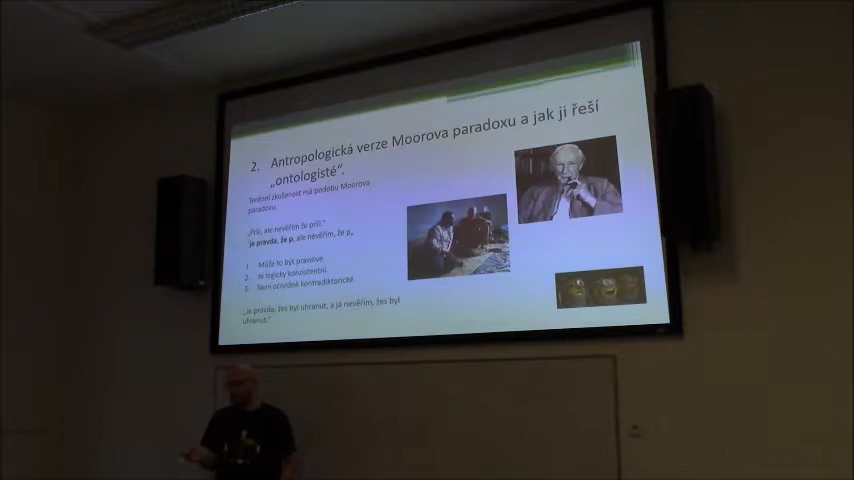 2. Antropologická verze Moorova paradoxu a jak ji řeší
„ontologisté“.
Terénní zkušenost má podobu Moorova
paradoxu.
„Prší, ale nevěřím že prší.“
je pravda, že p, ale nevěřím, že p„
1. Může to být pravdivé
2. Je logicky konzistentní.
3. Není očividně kontradiktorické.
„Je pravda, žes byl uhranut, a já nevěřím, žes byl
uhranut.“